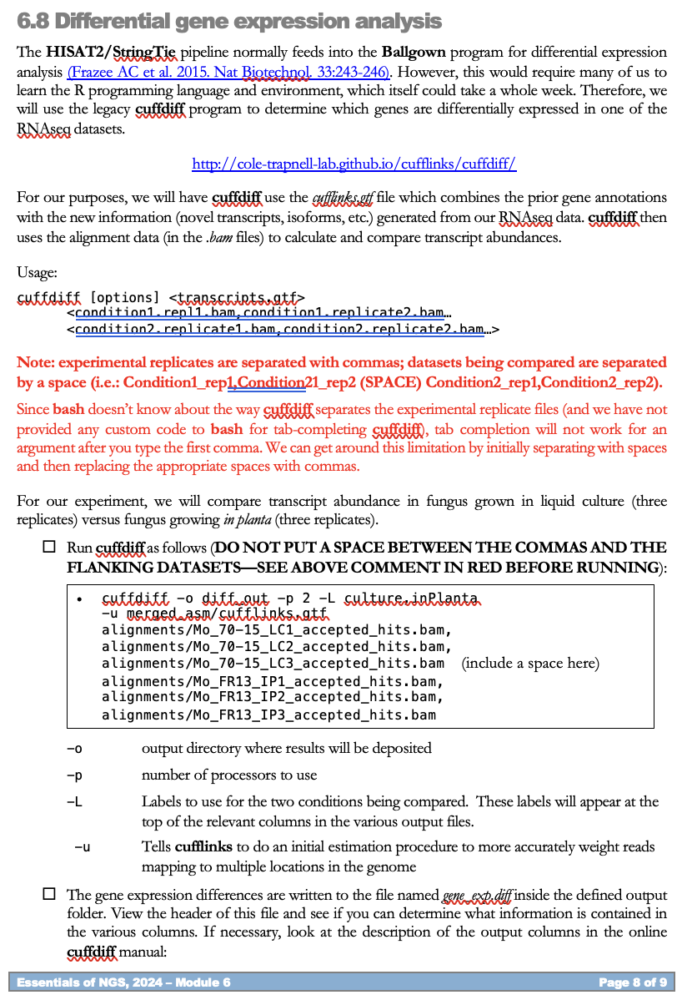 6.8 Differential gene expression analysis
The HISAT2/StringTie pipeline normally feeds into the Ballgown program for differential expression
analysis (Frazee AC et al. 2015. Nat Biotechnol. 33:243-246). However, this would require many of us to
learn the R programming language and environment, which itself could take a whole week. Therefore, we
will use the legacy cuffdiff program to determine which genes are differentially expressed in one of the
RNAseq datasets.
http://cole-trapnell-lab.github.io/cufflinks/cuffdiff/
For our purposes, we will have cuffdiff use the cufflinks.gtf file which combines the prior gene annotations
with the new information (novel transcripts, isoforms, etc.) generated from our RNAseq data. cuffdiff then
uses the alignment data (in the .bam files) to calculate and compare transcript abundances.
Usage:
cuffdiff [options] <transcripts.gtf>
<condition1.repl1.bam,condition1.replicate2.bam…
<condition2.replicate1.bam,condition2.replicate2.bam…>
Note: experimental replicates are separated with commas; datasets being compared are separated
by a space (i.e.: Condition1_rep1,Condition21_rep2 (SPACE) Condition2_rep1,Condition2_rep2).
Since bash doesn't know about the way cuffdiff separates the experimental replicate files (and we have not
provided any custom code to bash for tab-completing cuffdiff), tab completion will not work for an
argument after you type the first comma. We can get around this limitation by initially separating with spaces
and then replacing the appropriate spaces with commas.
For our experiment, we will compare transcript abundance in fungus grown in liquid culture (three
replicates) versus fungus growing in planta (three replicates).
☐ Run cuffdiff as follows (DO NOT PUT A SPACE BETWEEN THE COMMAS AND THE
FLANKING DATASETS—SEE ABOVE COMMENT IN RED BEFORE RUNNING):
• cuffdiff -o diff_out -p 2 -L culture,inPlanta
-u merged_asm/cufflinks.gtf
alignments/Mo_70-15_LC1_accepted_hits.bam,
alignments/Mo_70-15_LC2_accepted_hits.bam,
alignments/Mo_70-15_LC3_accepted_hits.bam (include a space here)
alignments/Mo_FR13_IP1_accepted_hits.bam,
alignments/Mo_FR13_IP2_accepted_hits.bam,
alignments/Mo_FR13_IP3_accepted_hits.bam
-o output directory where results will be deposited
-p number of processors to use
-L Labels to use for the two conditions being compared. These labels will appear at the
top of the relevant columns in the various output files.
-u Tells cufflinks to do an initial estimation procedure to more accurately weight reads
mapping to multiple locations in the genome
☐ The gene expression differences are written to the file named gene_exp.diff inside the defined output
folder. View the header of this file and see if you can determine what information is contained in
the various columns. If necessary, look at the description of the output columns in the online
cuffdiff manual:
Essentials of NGS, 2024 – Module 6 Page 8 of 9